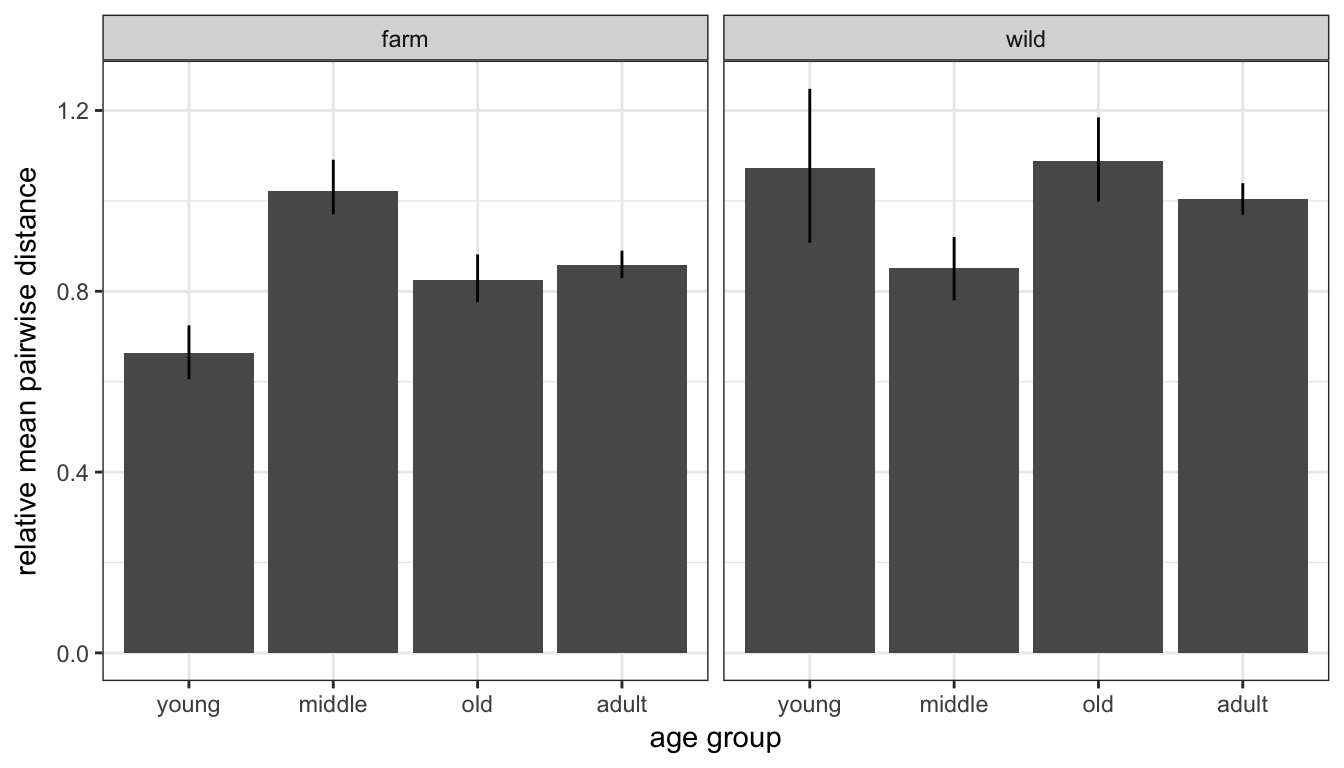 farm
wild
relative mean pairwise distance
1.2
0.8
0.4
0.0
young middle old adult
young middle old adult
age group